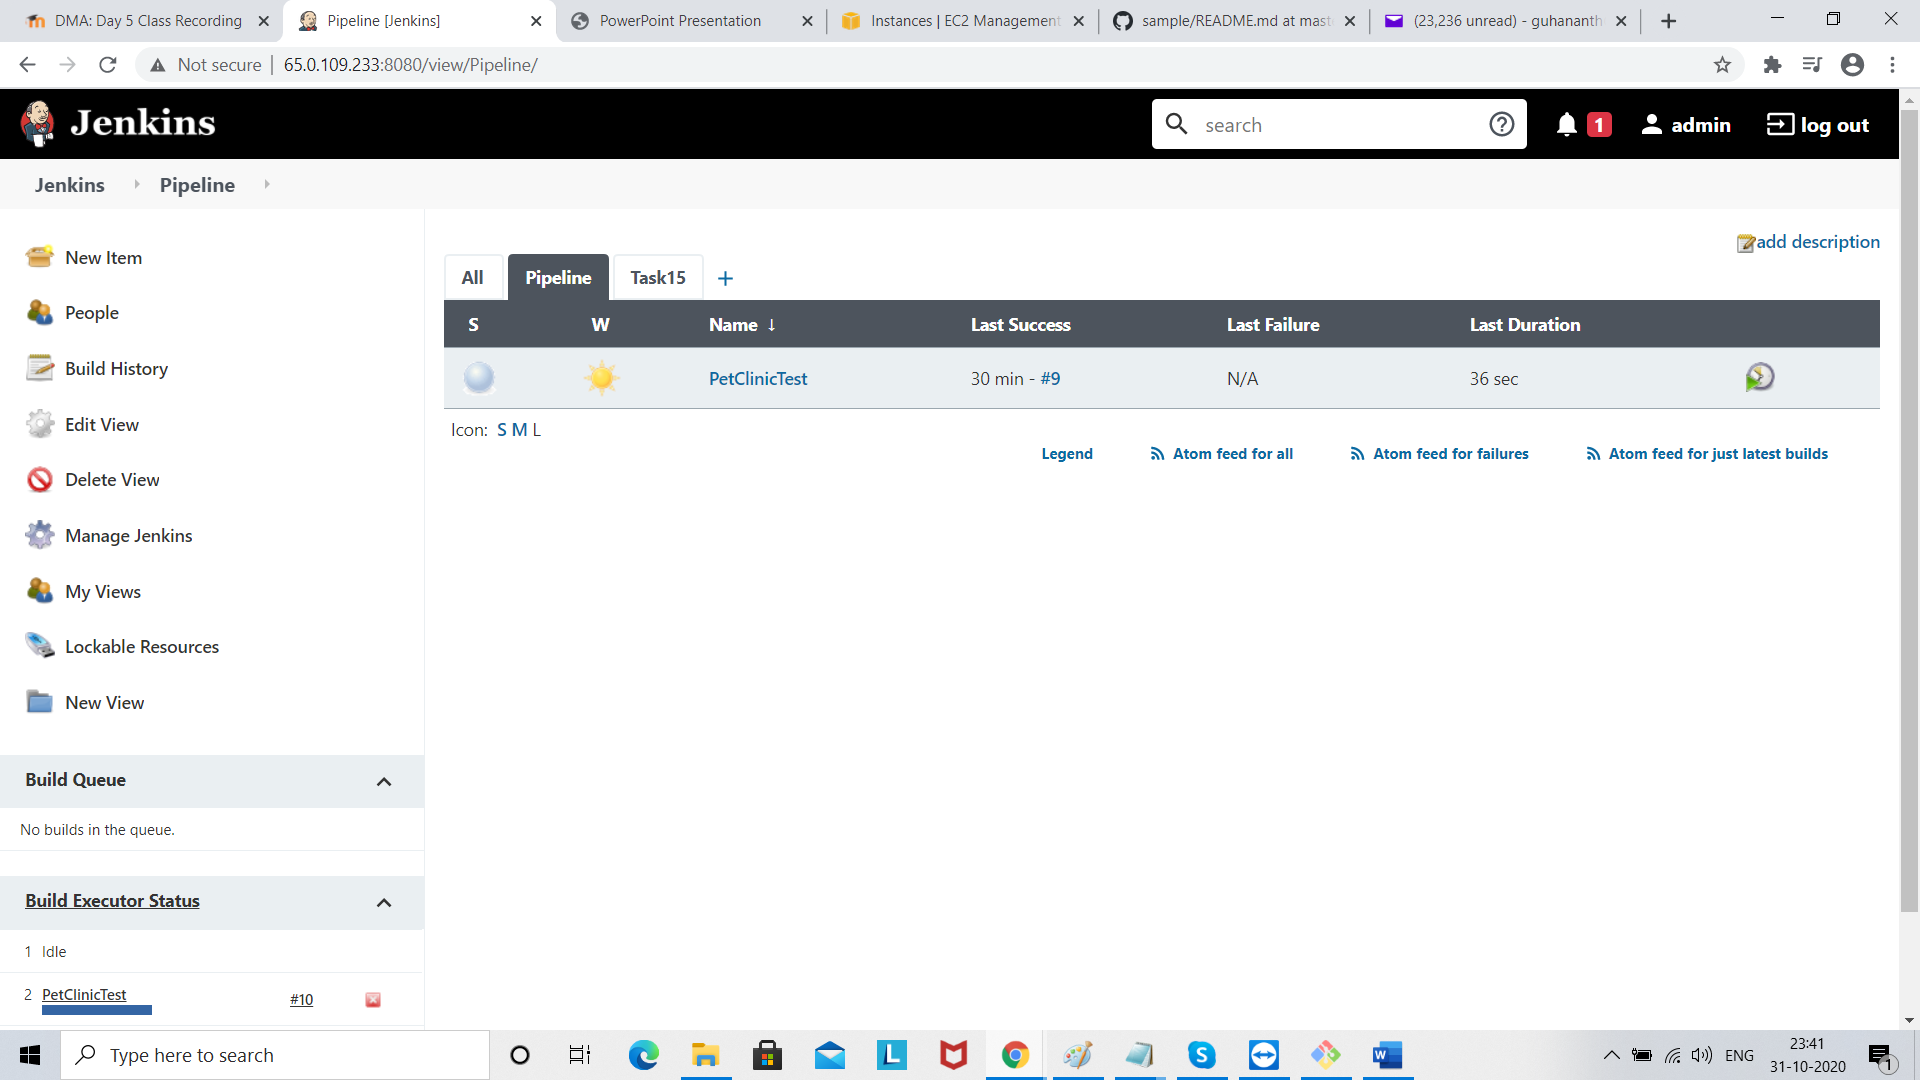 DMA: Day 5 Class Recording
Pipeline [Jenkins]
PowerPoint Presentation
Instances | EC2 Management
sample/README.md at mast
(23,236 unread) - guhananth
Not secure
65.0.109.233:8080/view/Pipeline/
Jenkins
search
1
admin
log out
Jenkins
Pipeline
New Item
People
Build History
Edit View
Delete View
Manage Jenkins
My Views
Lockable Resources
New View
Build Queue
No builds in the queue.
Build Executor Status
1 Idle
2 PetClinicTest #10
add description
All Pipeline Task15 +
S W Name ↓ Last Success Last Failure Last Duration
PetClinicTest 30 min - #9 N/A 36 sec
Icon: S M L
Legend Atom feed for all Atom feed for failures Atom feed for just latest builds
Type here to search
ENG
23:41
31-10-2020
1